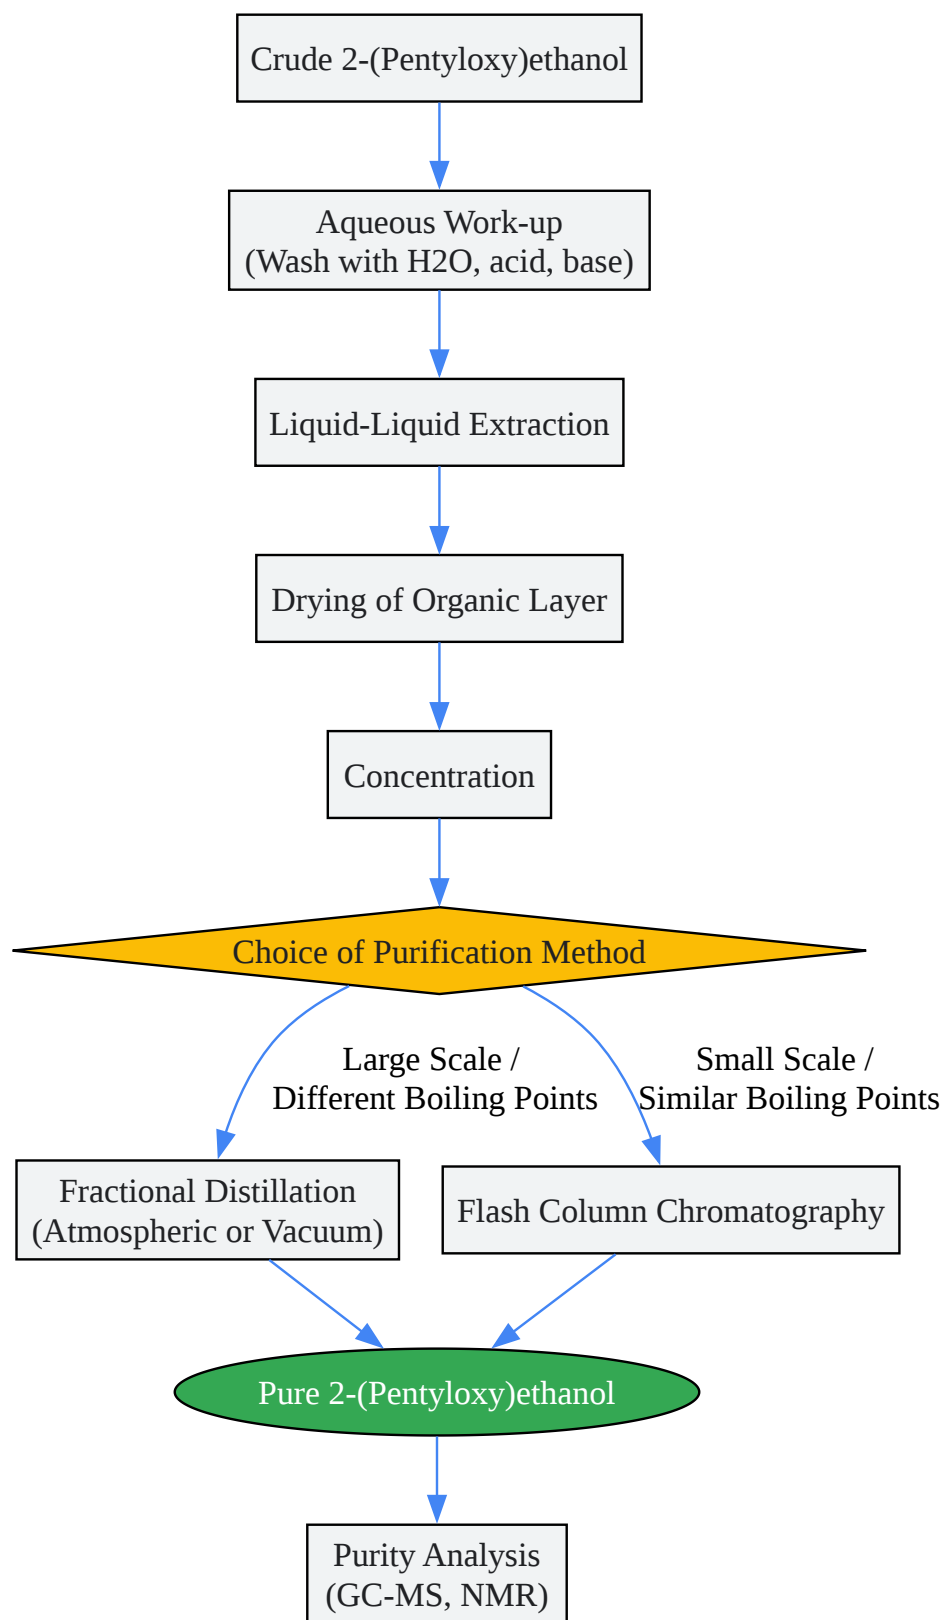 Crude 2-(Pentyloxy)ethanol
Aqueous Work-up
(Wash with H2O, acid, base)
Liquid-Liquid Extraction
Drying of Organic Layer
Concentration
Choice of Purification Method
Large Scale /
Different Boiling Points
Small Scale /
Similar Boiling Points
Fractional Distillation
(Atmospheric or Vacuum)
Flash Column Chromatography
Pure 2-(Pentyloxy)ethanol
Purity Analysis
(GC-MS, NMR)